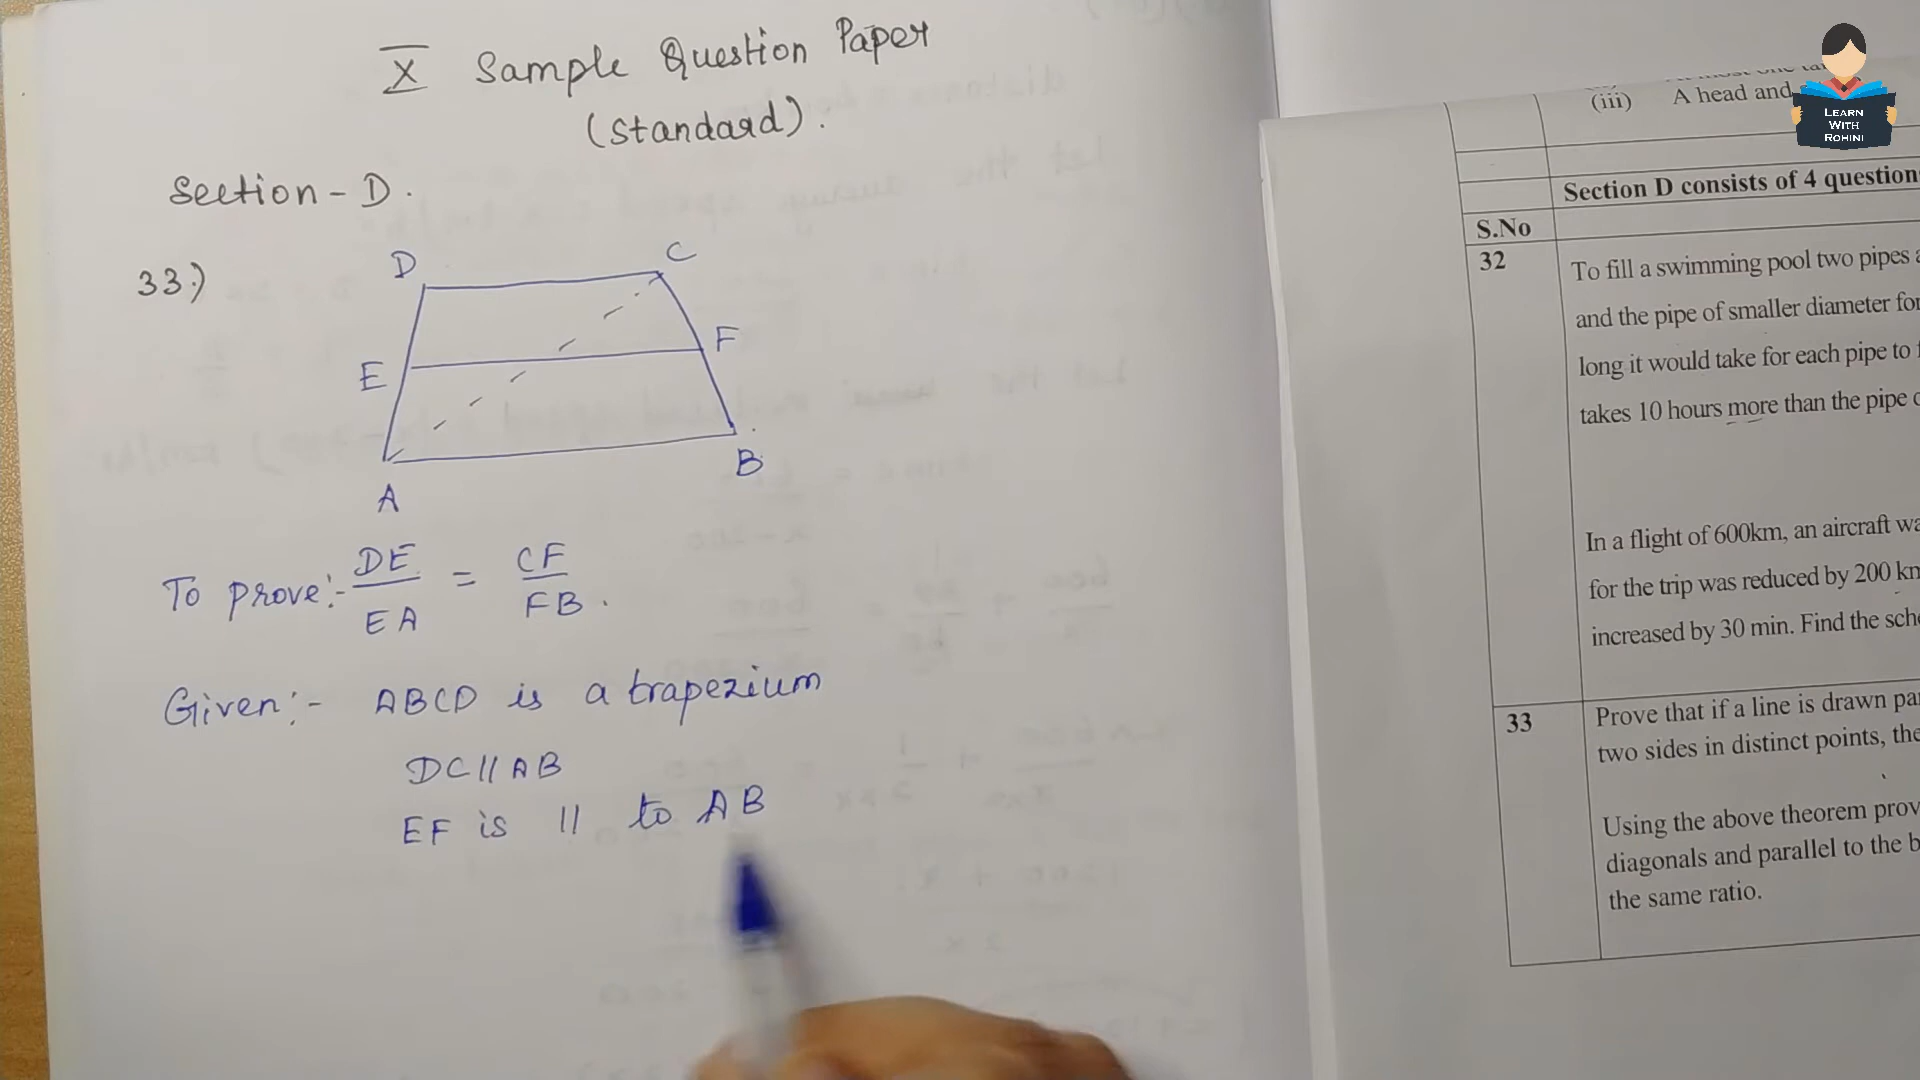 X Sample Question Paper
(Standard).
Section - D.
33)
D
C
E
F
A
B
To prove:- DE/EA = CF/FB.
Given:- ABCD is a trapezium
DC // AB
EF is // to AB
(iii) A head and
LEARN
WITH
ROHINI
Section D consists of 4 question
S.No
32
To fill a swimming pool two pipes a
and the pipe of smaller diameter for
long it would take for each pipe to
takes 10 hours more than the pipe
In a flight of 600km, an aircraft wa
for the trip was reduced by 200 km
increased by 30 min. Find the sch
33
Prove that if a line is drawn pa
two sides in distinct points, the
Using the above theorem prov
diagonals and parallel to the b
the same ratio.